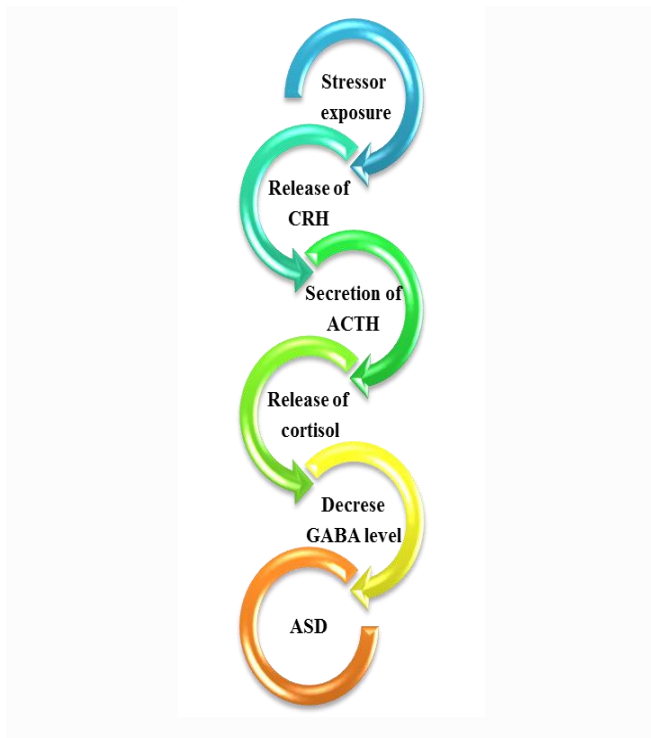 Stressor
exposure
Release of
CRH
Secretion of
ACTH
Release of
cortisol
Decrese
GABA level
ASD